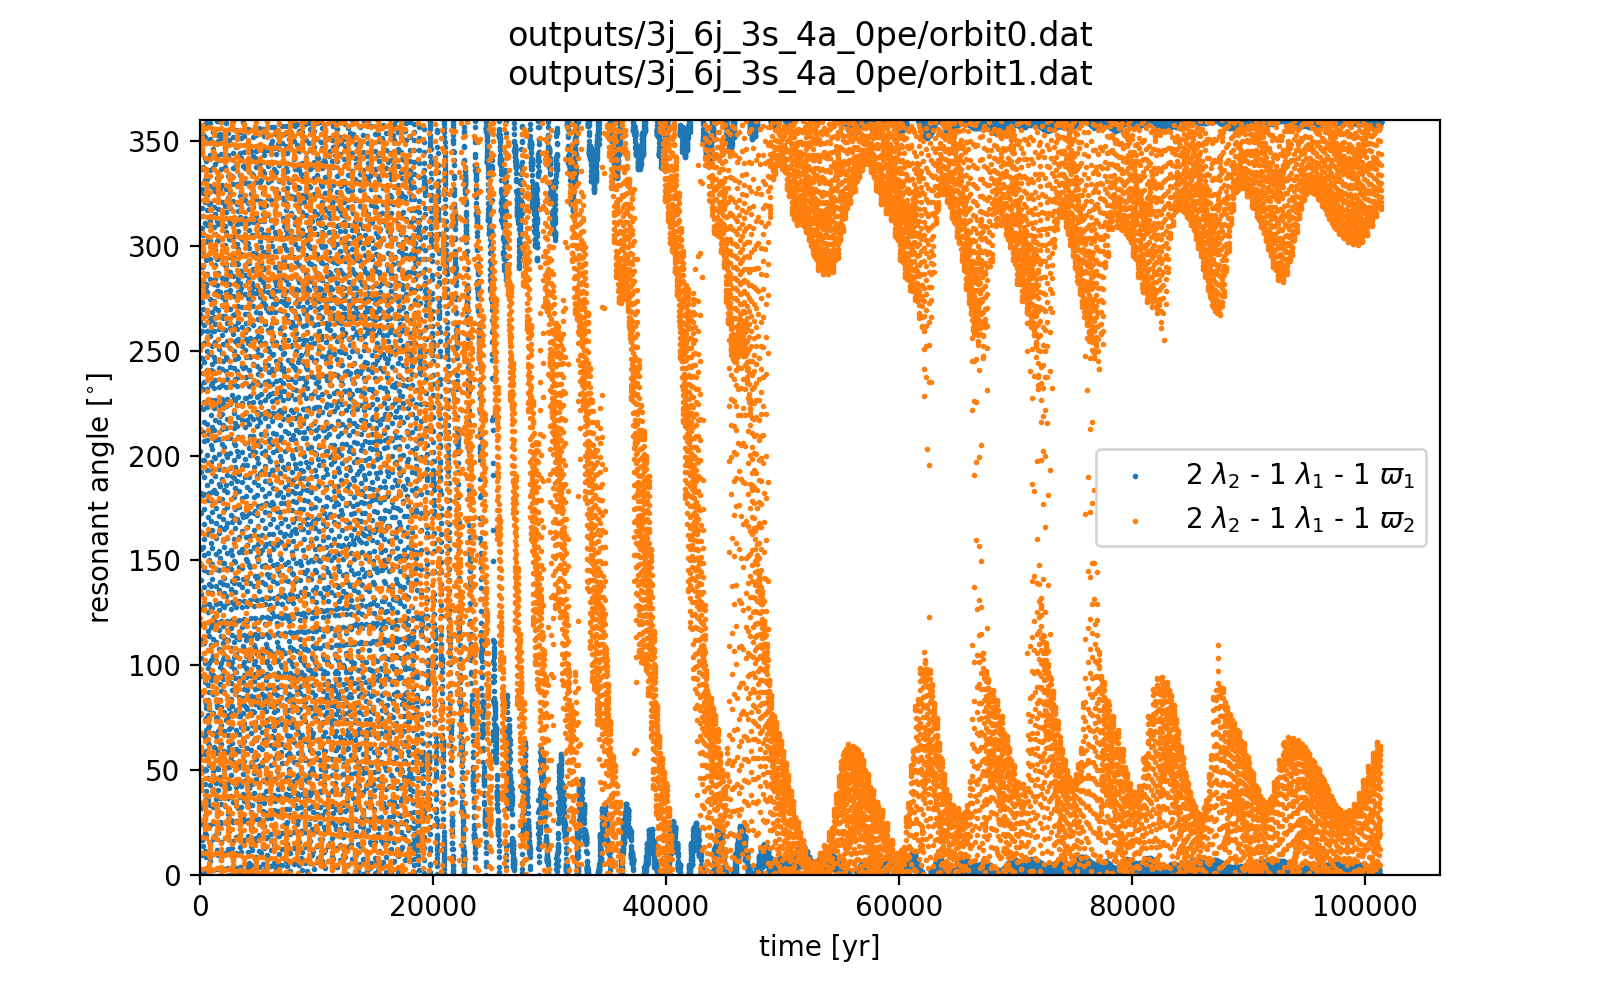 outputs/3j_6j_3s_4a_0pe/orbit0.dat
outputs/3j_6j_3s_4a_0pe/orbit1.dat
350
300
250
200
150
100
50
0
resonant angle [°]
2 λ₂ - 1 λ₁ - 1 ϖ₁
2 λ₂ - 1 λ₁ - 1 ϖ₂
0 20000 40000 60000 80000 100000
time [yr]